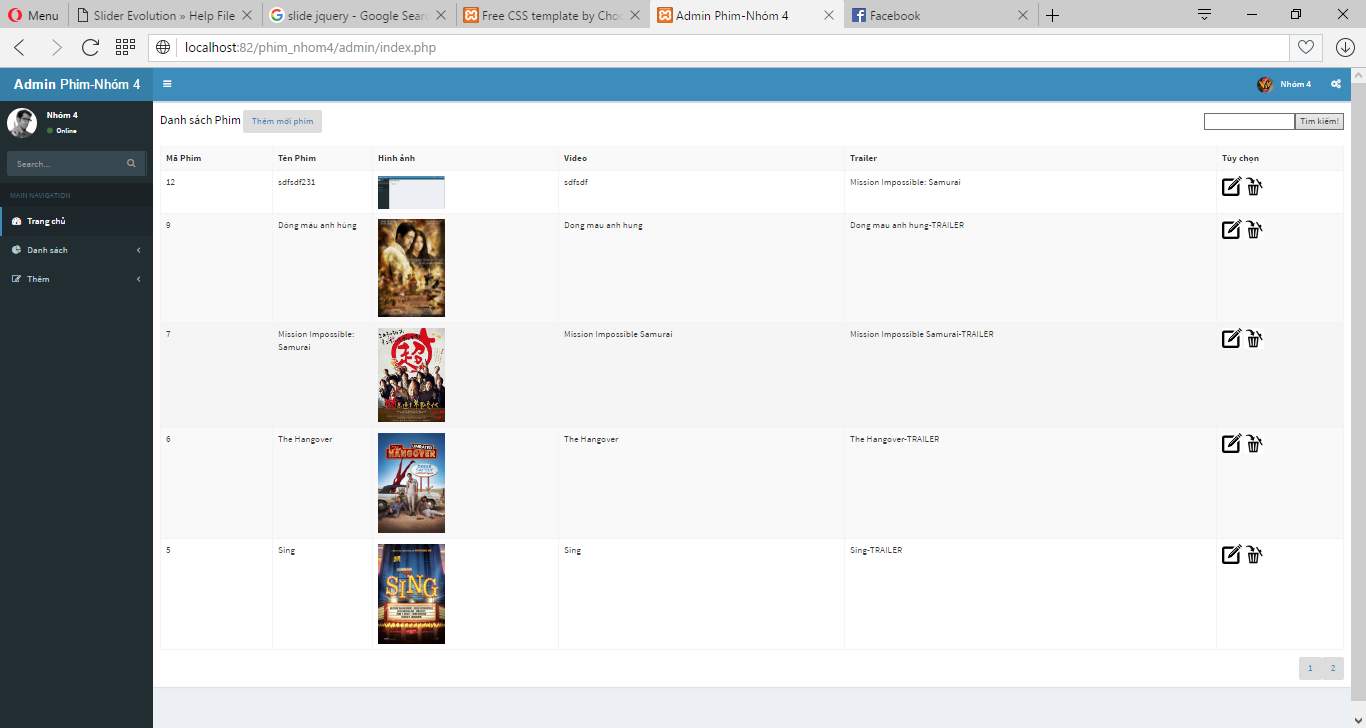 Menu
Slider Evolution » Help File
slide jquery - Google Searc
Free CSS template by Choc
Admin Phim-Nhóm 4
Facebook
localhost:82/phim_nhom4/admin/index.php
Admin Phim-Nhóm 4
Nhóm 4
Nhóm 4
Online
Search...
MAIN NAVIGATION
Trang chủ
Danh sách
Thêm
Danh sách Phim
Thêm mới phim
Tìm kiếm!
Mã Phim Tên Phim Hình ảnh Video Trailer Tùy chọn
12 sdfsdf231 sdfsdf Mission Impossible: Samurai
9 Dòng máu anh hùng Dong mau anh hung Dong mau anh hung-TRAILER
7 Mission Impossible: Mission Impossible Samurai Mission Impossible Samurai-TRAILER
Samurai
超
6 The Hangover The Hangover The Hangover-TRAILER
HANGOVER
5 Sing Sing Sing-TRAILER
SING
1 2